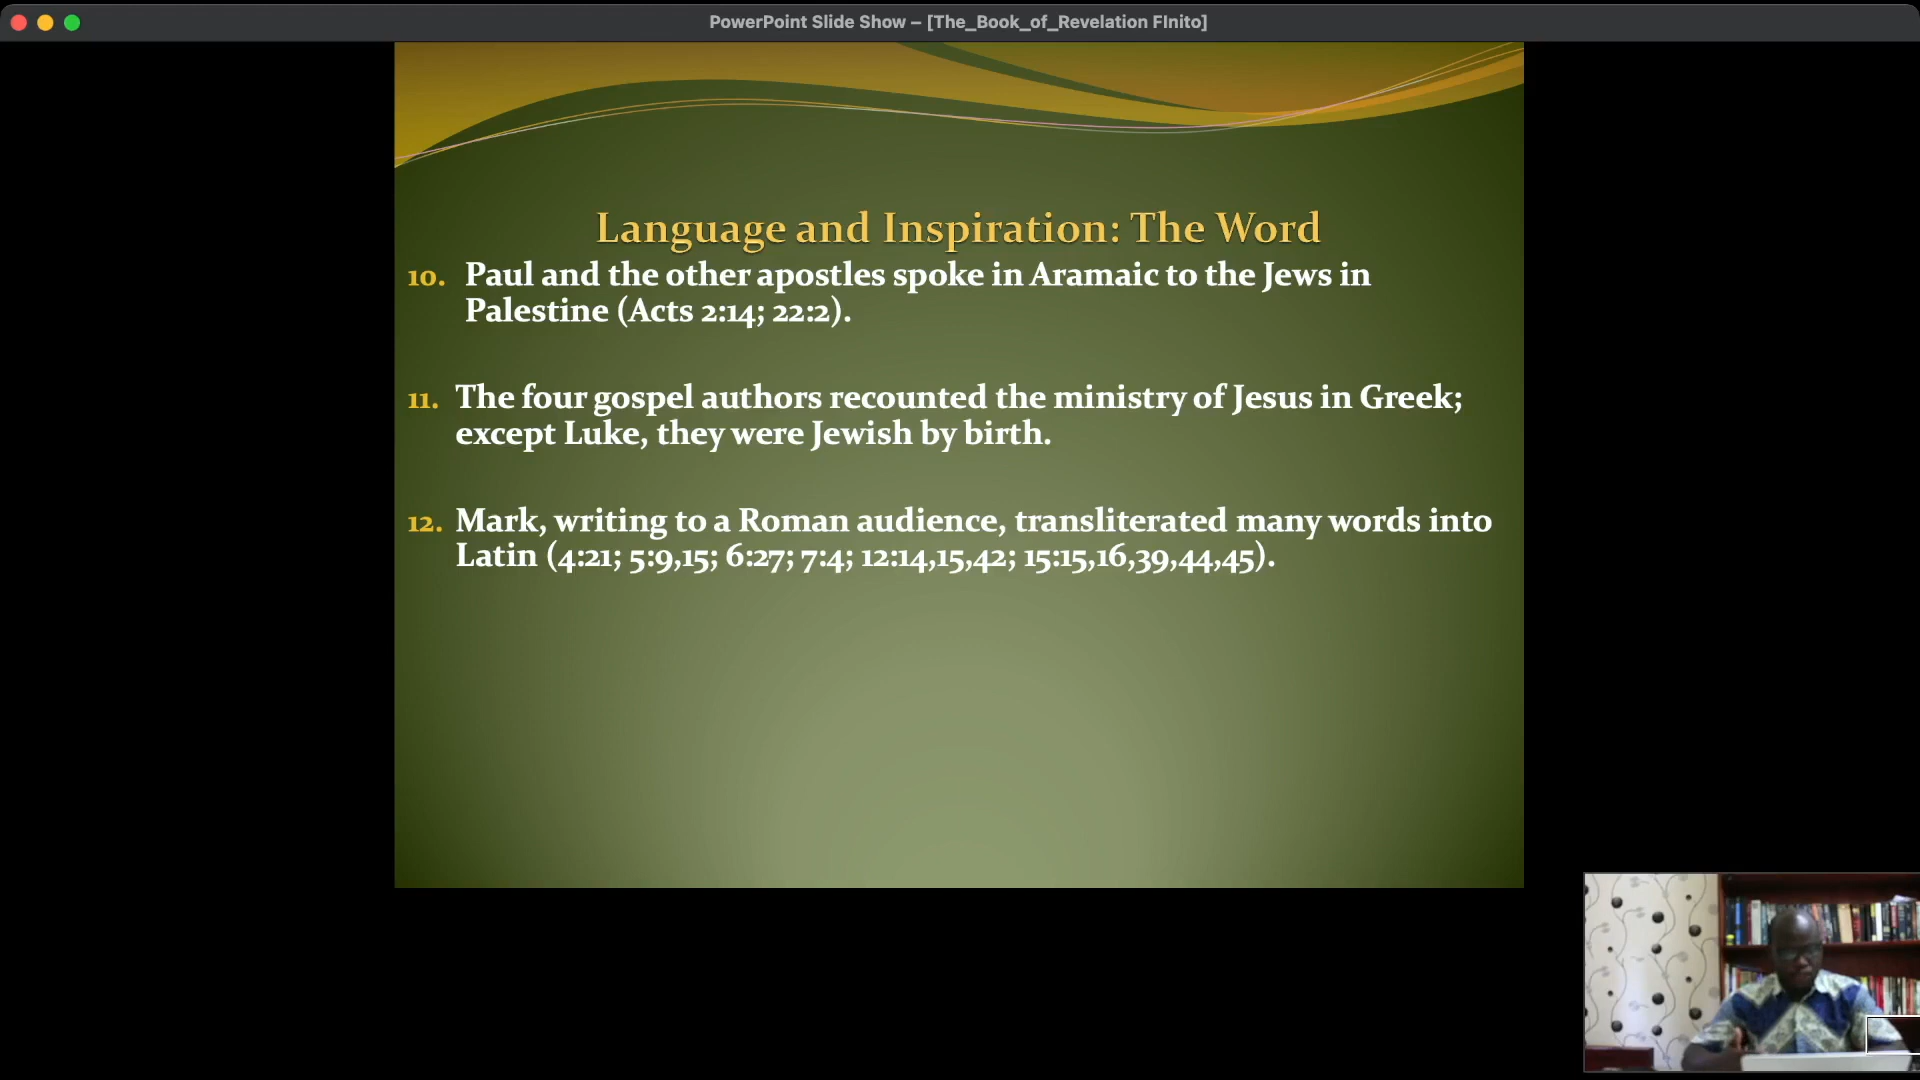 PowerPoint Slide Show – [The_Book_of_Revelation FInito]
Language and Inspiration: The Word
10. Paul and the other apostles spoke in Aramaic to the Jews in
Palestine (Acts 2:14; 22:2).
11. The four gospel authors recounted the ministry of Jesus in Greek;
except Luke, they were Jewish by birth.
12. Mark, writing to a Roman audience, transliterated many words into
Latin (4:21; 5:9,15; 6:27; 7:4; 12:14,15,42; 15:15,16,39,44,45).